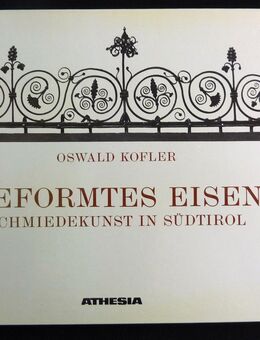 OSWALD KOFLER
EFORMTES EISEN
CHMIEDEKUNST IN SÜDTIROL
ATHESIA